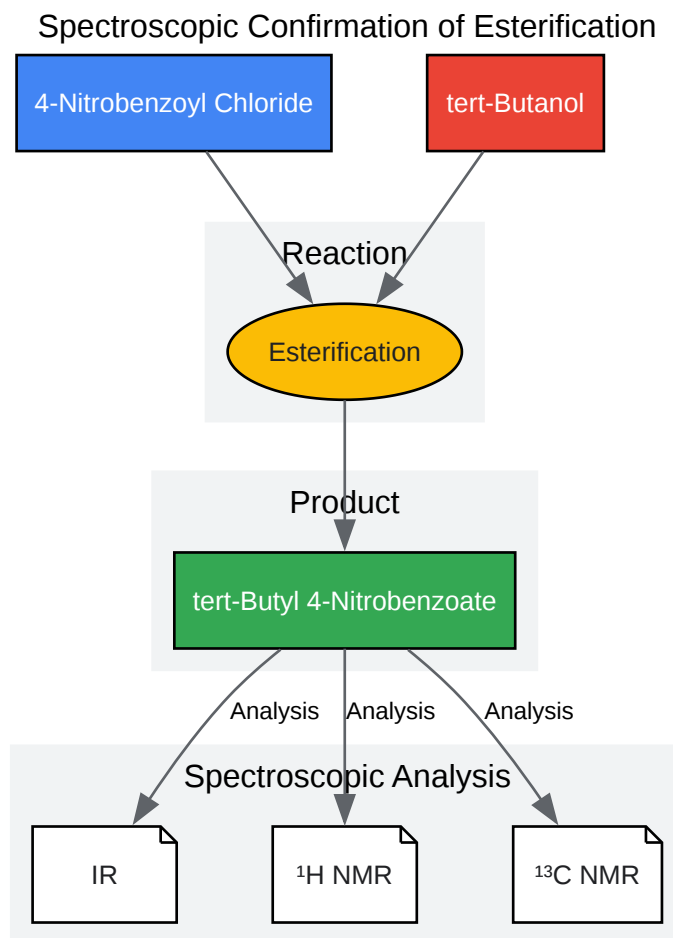 Spectroscopic Confirmation of Esterification
4-Nitrobenzoyl Chloride
tert-Butanol
Reaction
Esterification
Product
tert-Butyl 4-Nitrobenzoate
Analysis
Analysis
Analysis
Spectroscopic Analysis
IR
¹H NMR
¹³C NMR